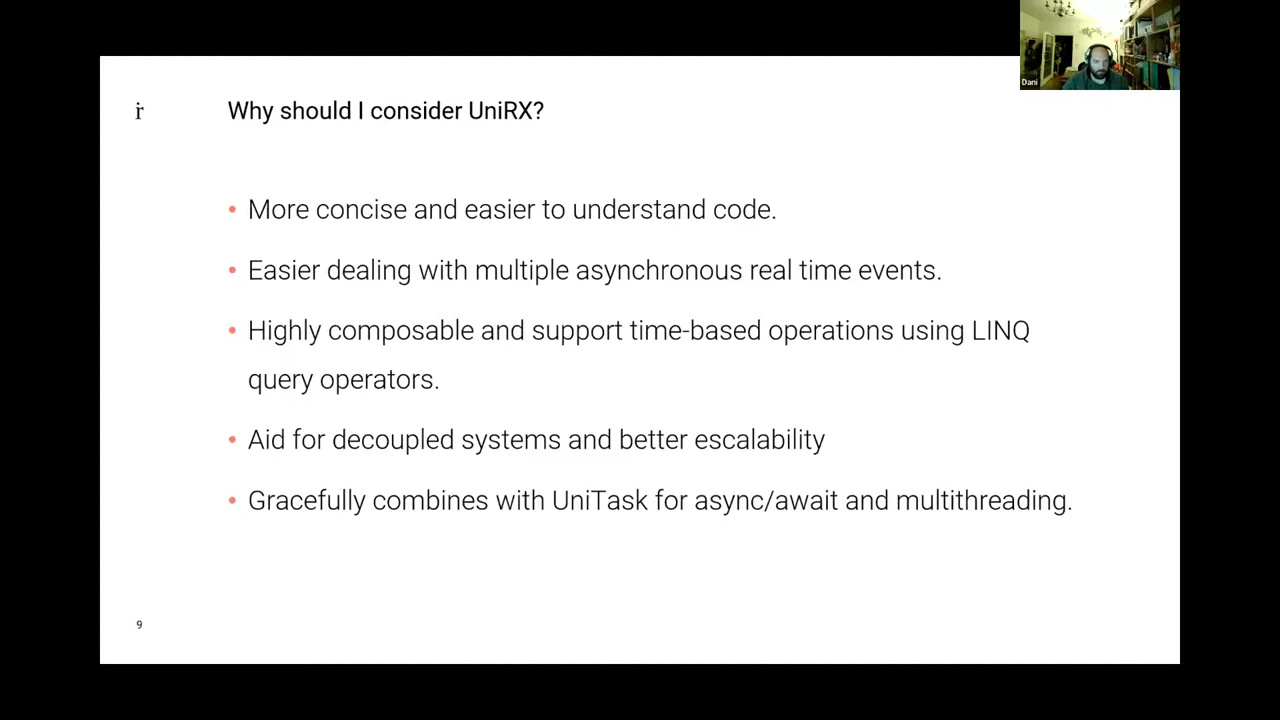 Dani
ṙ Why should I consider UniRX?
• More concise and easier to understand code.
• Easier dealing with multiple asynchronous real time events.
• Highly composable and support time-based operations using LINQ
query operators.
• Aid for decoupled systems and better escalability
• Gracefully combines with UniTask for async/await and multithreading.
9